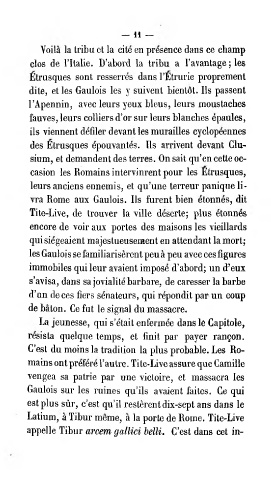 — 11 —
Voilà la tribu et la cité en présence dans ce champ
clos de l'Italie. D'abord la tribu a l'avantage; les
Étrusques sont resserrés dans l'Étrurie proprement
dite, et les Gaulois les y suivent bientôt. Ils passent
l'Apennin, avec leurs yeux bleus, leurs moustaches
fauves, leurs colliers d'or sur leurs blanches épaules,
ils viennent défiler devant les murailles cyclopéennes
des Étrusques épouvantés. Ils arrivent devant Clu-
sium, et demandent des terres. On sait qu'en cette oc-
casion les Romains intervinrent pour les Étrusques,
leurs anciens ennemis, et qu'une terreur panique li-
vra Rome aux Gaulois. Ils furent bien étonnés, dit
Tite-Live, de trouver la ville déserte; plus étonnés
encore de voir aux portes des maisons les vieillards
qui siégeaient majestueusement en attendant la mort;
les Gaulois se familiarisèrent peu à peu avec ces figures
immobiles qui leur avaient imposé d'abord; un d'eux
s'avisa, dans sa jovialité barbare, de caresser la barbe
d'un de ces fiers sénateurs, qui répondit par un coup
de bâton. Ce fut le signal du massacre.
La jeunesse, qui s'était enfermée dans le Capitole,
résista quelque temps, et finit par payer rançon.
C'est du moins la tradition la plus probable. Les Ro-
mains ont préféré l'autre. Tite-Live assure que Camille
vengea sa patrie par une victoire, et massacra les
Gaulois sur les ruines qu'ils avaient faites. Ce qui
est plus sûr, c'est qu'il restèrent dix-sept ans dans le
Latium, à Tibur même, à la porte de Rome. Tite-Live
appelle Tibur arcem gallici belli. C'est dans cet in-